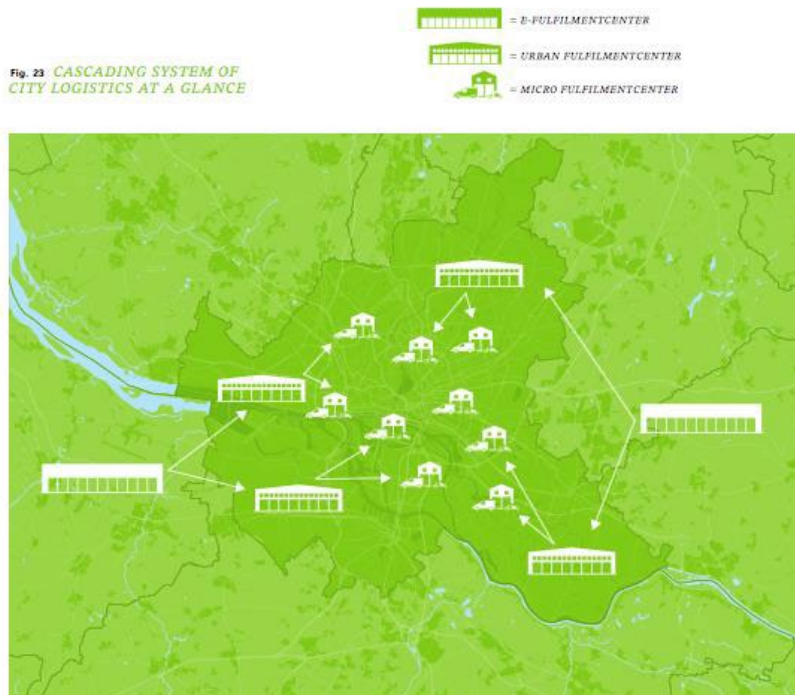 = E-FULFILMENTCENTER
= URBAN FULFILMENTCENTER
= MICRO FULFILMENTCENTER
Fig. 23 CASCADING SYSTEM OF
CITY LOGISTICS AT A GLANCE